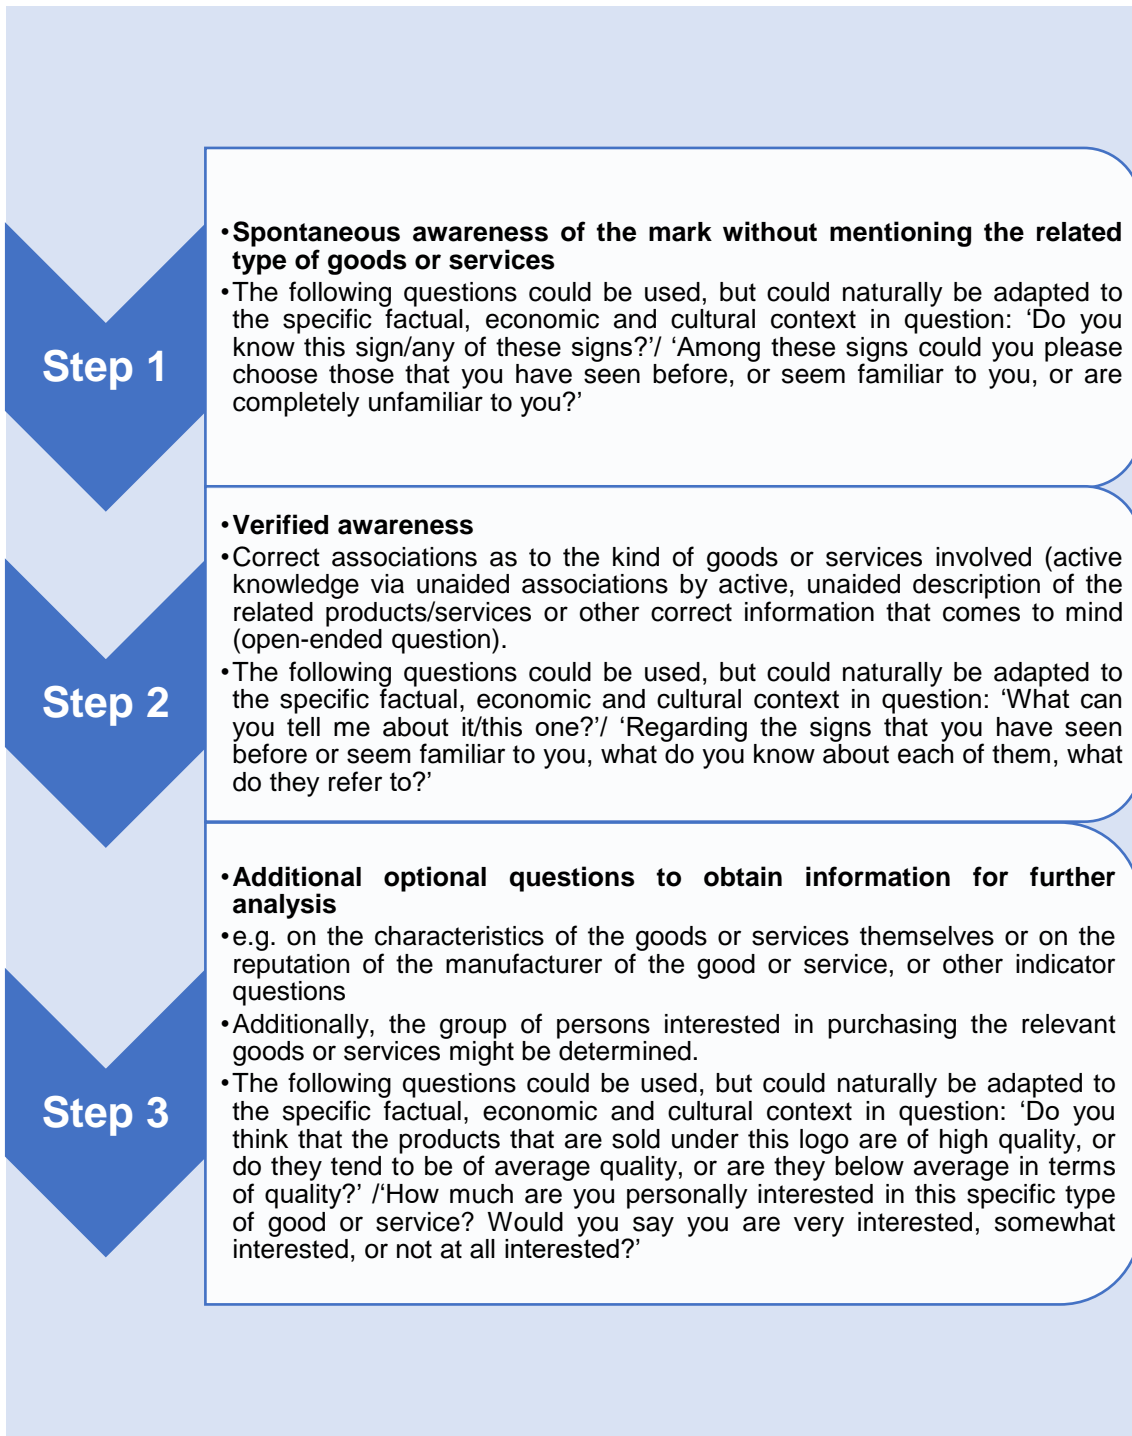 Step 1
•Spontaneous awareness of the mark without mentioning the related
type of goods or services
•The following questions could be used, but could naturally be adapted to
the specific factual, economic and cultural context in question: ‘Do you
know this sign/any of these signs?’/ ‘Among these signs could you please
choose those that you have seen before, or seem familiar to you, or are
completely unfamiliar to you?’
Step 2
•Verified awareness
•Correct associations as to the kind of goods or services involved (active
knowledge via unaided associations by active, unaided description of the
related products/services or other correct information that comes to mind
(open-ended question).
•The following questions could be used, but could naturally be adapted to
the specific factual, economic and cultural context in question: ‘What can
you tell me about it/this one?’/ ‘Regarding the signs that you have seen
before or seem familiar to you, what do you know about each of them, what
do they refer to?’
Step 3
•Additional optional questions to obtain information for further
analysis
•e.g. on the characteristics of the goods or services themselves or on the
reputation of the manufacturer of the good or service, or other indicator
questions
•Additionally, the group of persons interested in purchasing the relevant
goods or services might be determined.
•The following questions could be used, but could naturally be adapted to
the specific factual, economic and cultural context in question: ‘Do you
think that the products that are sold under this logo are of high quality, or
do they tend to be of average quality, or are they below average in terms
of quality?’ /‘How much are you personally interested in this specific type
of good or service? Would you say you are very interested, somewhat
interested, or not at all interested?’